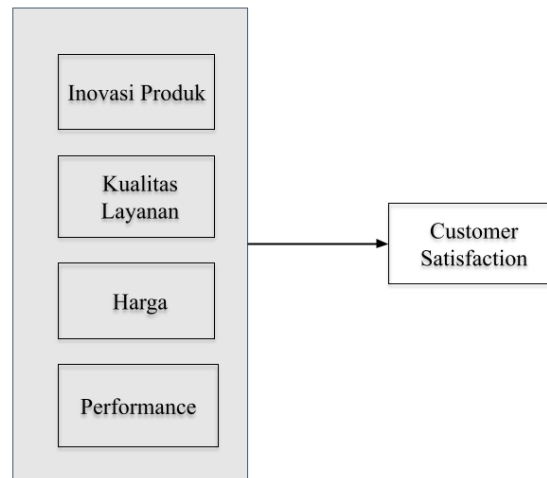 Inovasi Produk
Kualitas
Layanan
Harga
Performance
Customer
Satisfaction